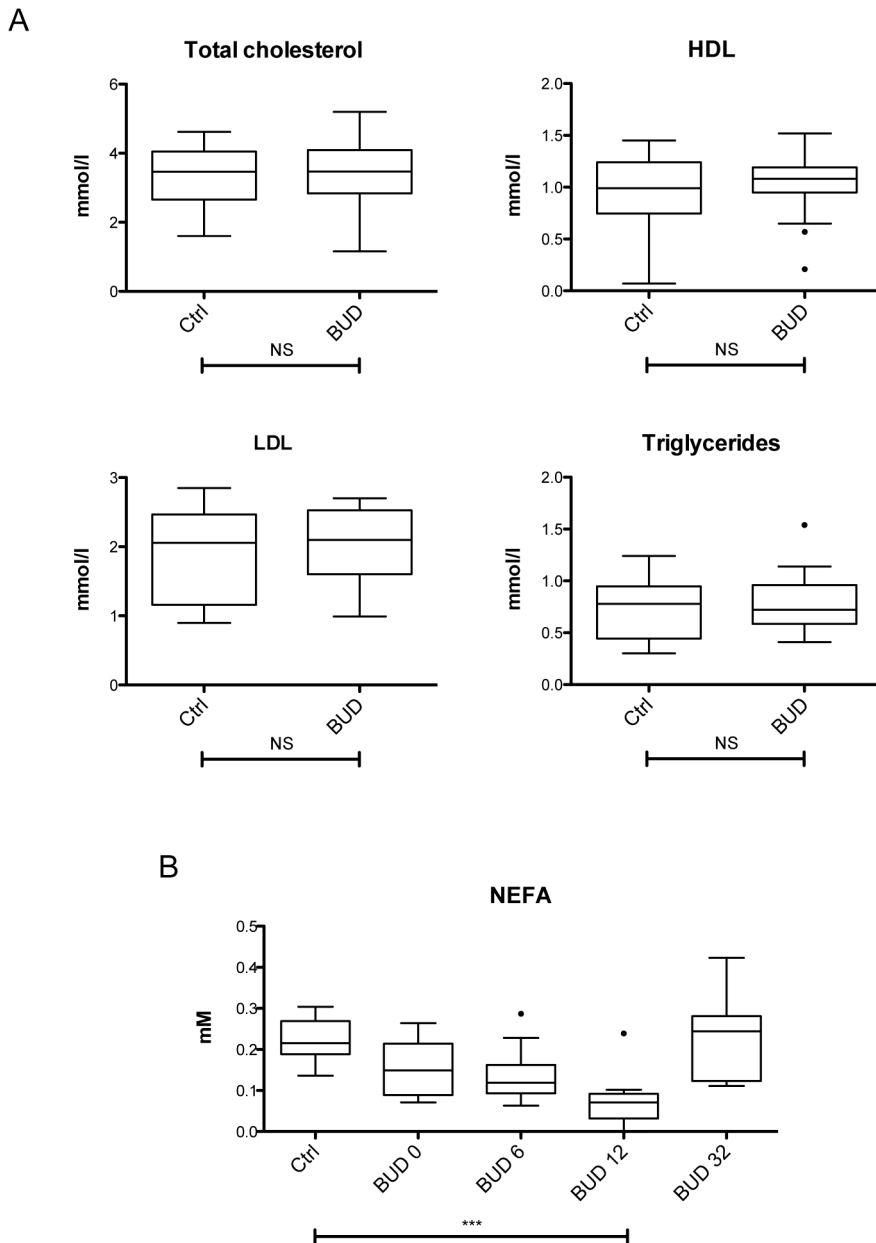 A
Total cholesterol
6
4
2
0
mmol/l
Ctrl
BUD
NS
HDL
2.0
1.5
1.0
0.5
0.0
mmol/l
Ctrl
BUD
NS
LDL
3
2
1
0
mmol/l
Ctrl
BUD
NS
Triglycerides
2.0
1.5
1.0
0.5
0.0
mmol/l
Ctrl
BUD
NS
B
NEFA
0.5
0.4
0.3
0.2
0.1
0.0
mM
Ctrl
BUD 0
BUD 6
BUD 12
BUD 32
***